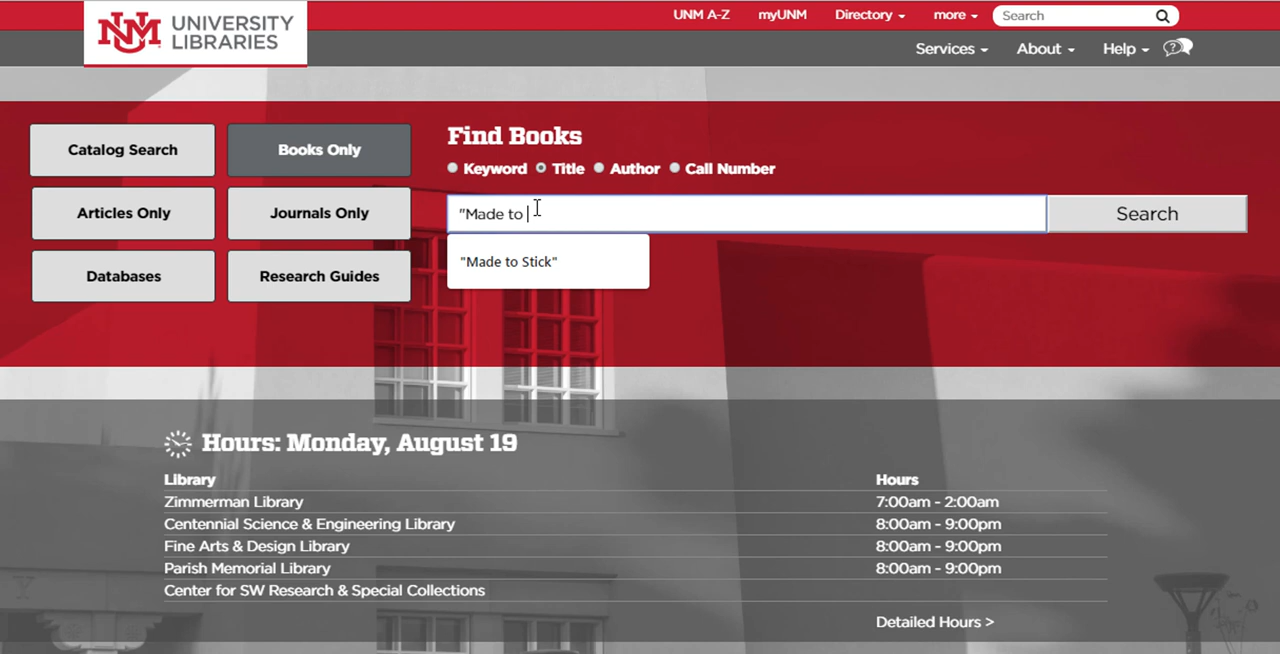 UNM UNIVERSITY LIBRARIES
UNM A-Z myUNM Directory more Search
Services About Help ?
Catalog Search Books Only
Articles Only Journals Only
Databases Research Guides
Find Books
Keyword Title Author Call Number
"Made to Search
"Made to Stick"
Hours: Monday, August 19
Library Hours
Zimmerman Library 7:00am - 2:00am
Centennial Science & Engineering Library 8:00am - 9:00pm
Fine Arts & Design Library 8:00am - 9:00pm
Parish Memorial Library 8:00am - 9:00pm
Center for SW Research & Special Collections
Detailed Hours >